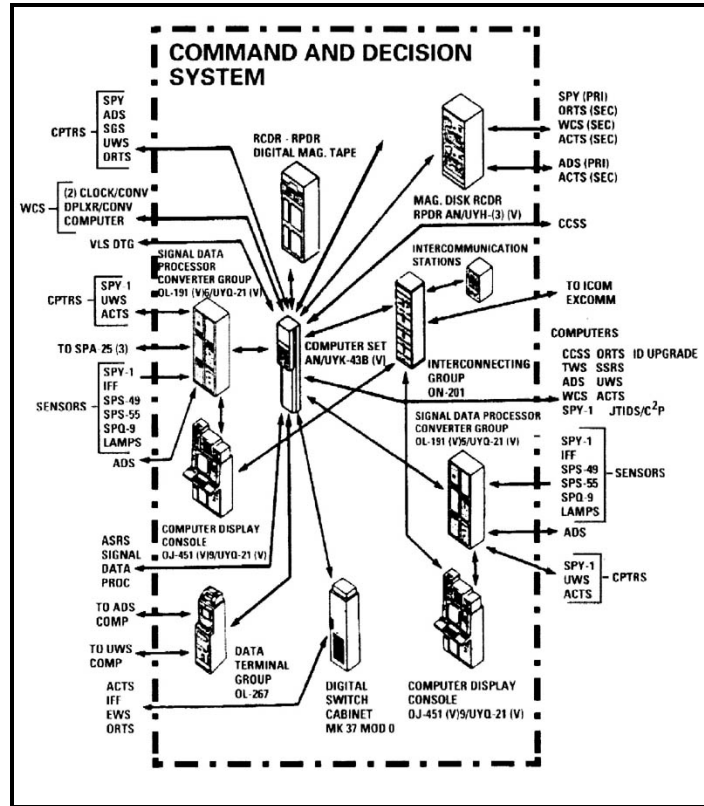 COMMAND AND DECISION
SYSTEM
CPTRS
SPY
ADS
SGS
UWS
ORTS
WCS
(2) CLOCK/CONV
DPLXR/CONV
COMPUTER
VLS DTG
SIGNAL DATA
PROCESSOR
CONVERTER GROUP
OL-191 (V)6/UYQ-21 (V)
CPTRS
SPY-1
UWS
ACTS
TO SPA-25 (3)
SENSORS
SPY-1
IFF
SPS-49
SPS-55
SPQ-9
LAMPS
ADS
COMPUTER DISPLAY
CONSOLE
OJ-451 (V)9/UYQ-21 (V)
ASRS
SIGNAL
DATA
PROC
TO ADS
COMP
TO UWS
COMP
ACTS
IFF
EWS
ORTS
RCDR - RPDR
DIGITAL MAG. TAPE
COMPUTER SET
AN/UYK-43B (V)
DATA
TERMINAL
GROUP
OL-267
DIGITAL
SWITCH
CABINET
MK 37 MOD 0
MAG. DISK RCDR
RPDR AN/UYH-(3) (V)
INTERCOMMUNICATION
STATIONS
INTERCONNECTING
GROUP
ON-201
SIGNAL DATA PROCESSOR
CONVERTER GROUP
OL-191 (V)5/UYQ-21 (V)
COMPUTER DISPLAY
CONSOLE
OJ-451 (V)9/UYQ-21 (V)
SPY (PRI)
ORTS (SEC)
WCS (SEC)
ACTS (SEC)
ADS (PRI)
ACTS (SEC)
CCSS
TO ICOM
EXCOMM
COMPUTERS
CCSS ORTS ID UPGRADE
TWS SSRS
ADS UWS
WCS ACTS
SPY-1 JTIDS/C²P
SPY-1
IFF
SPS-49
SPS-55
SPQ-9
LAMPS
SENSORS
ADS
SPY-1
UWS
ACTS
CPTRS